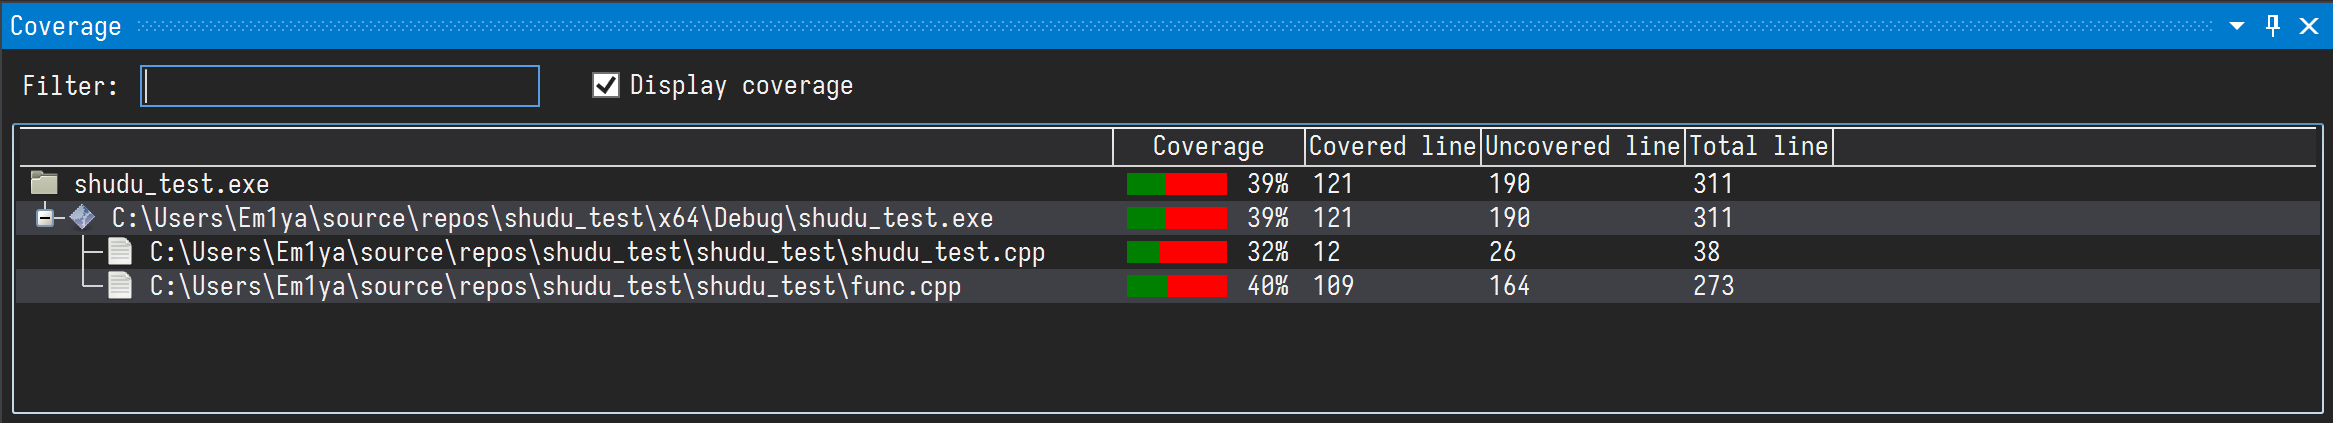 Coverage
Filter: Display coverage
Coverage Covered line Uncovered line Total line
shudu_test.exe 39% 121 190 311
C:\Users\Em1ya\source\repos\shudu_test\x64\Debug\shudu_test.exe 39% 121 190 311
C:\Users\Em1ya\source\repos\shudu_test\shudu_test\shudu_test.cpp 32% 12 26 38
C:\Users\Em1ya\source\repos\shudu_test\shudu_test\func.cpp 40% 109 164 273